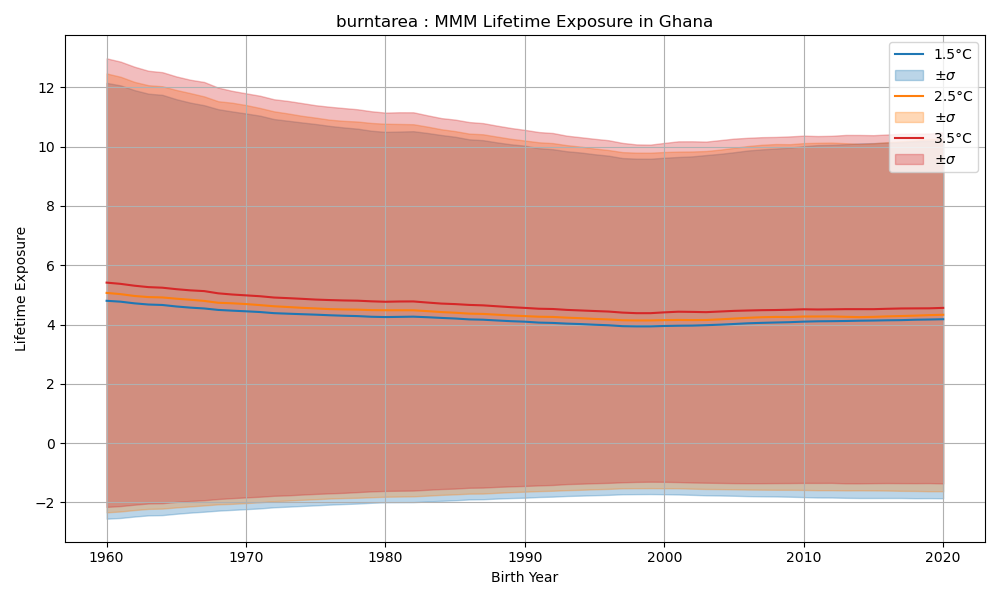 burntarea : MMM Lifetime Exposure in Ghana
1.5°C
±σ
2.5°C
±σ
3.5°C
±σ
12
10
8
6
4
2
0
−2
Lifetime Exposure
1960
1970
1980
1990
2000
2010
2020
Birth Year